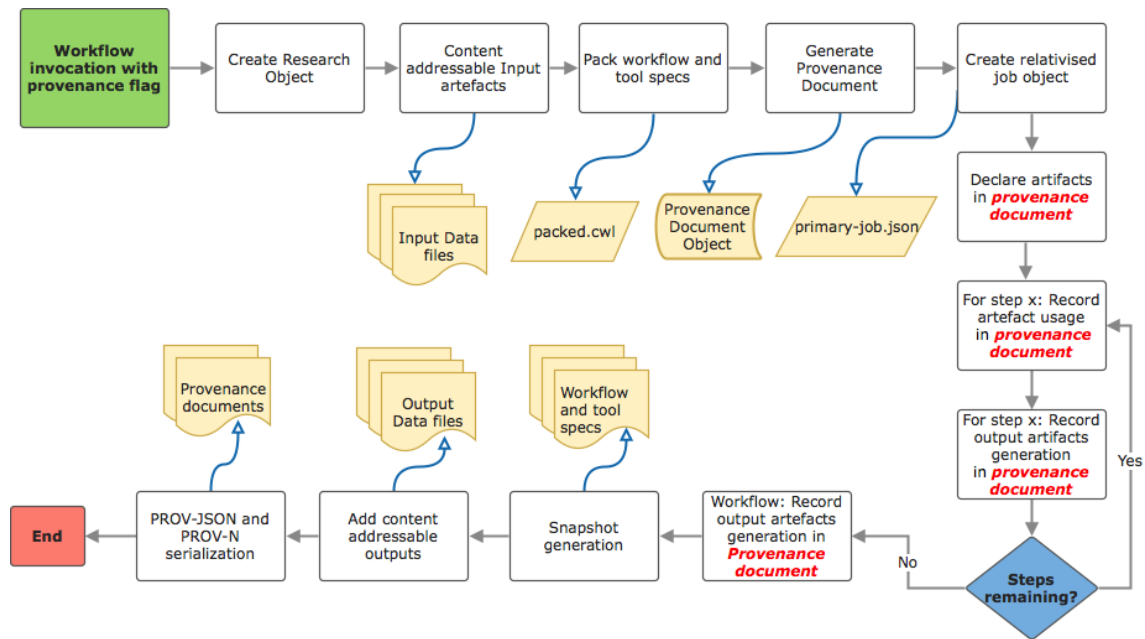 Workflow
invocation with
provenance flag
Create Research
Object
Content
addressable Input
artefacts
Pack workflow and
tool specs
Generate
Provenance
Document
Create relativised
job object
Input Data
files
packed.cwl
Provenance
Document
Object
primary-job.json
Declare artifacts
in provenance
document
For step x: Record
artefact usage
in provenance
document
For step x: Record
output artifacts
generation
in provenance
document
Yes
Steps
remaining?
No
Workflow: Record
output artefacts
generation in
Provenance
document
Snapshot
generation
Workflow
and tool
specs
Add content
addressable
outputs
Output
Data files
PROV-JSON and
PROV-N
serialization
Provenance
documents
End